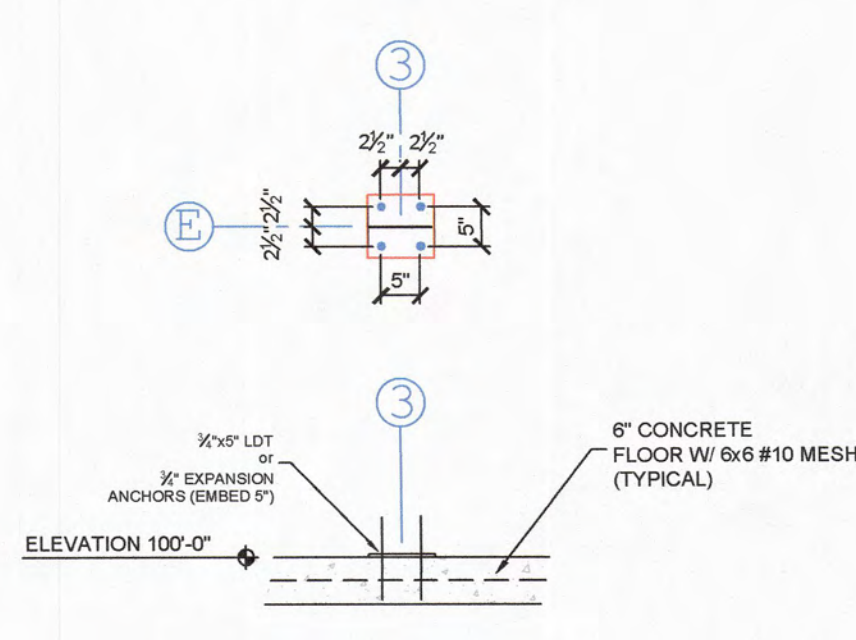 3
2½" 2½"
E
2½" 2½"
5"
5"
3
¾"x5" LDT
or
¾" EXPANSION
ANCHORS (EMBED 5")
6" CONCRETE
FLOOR W/ 6x6 #10 MESH
(TYPICAL)
ELEVATION 100'-0"